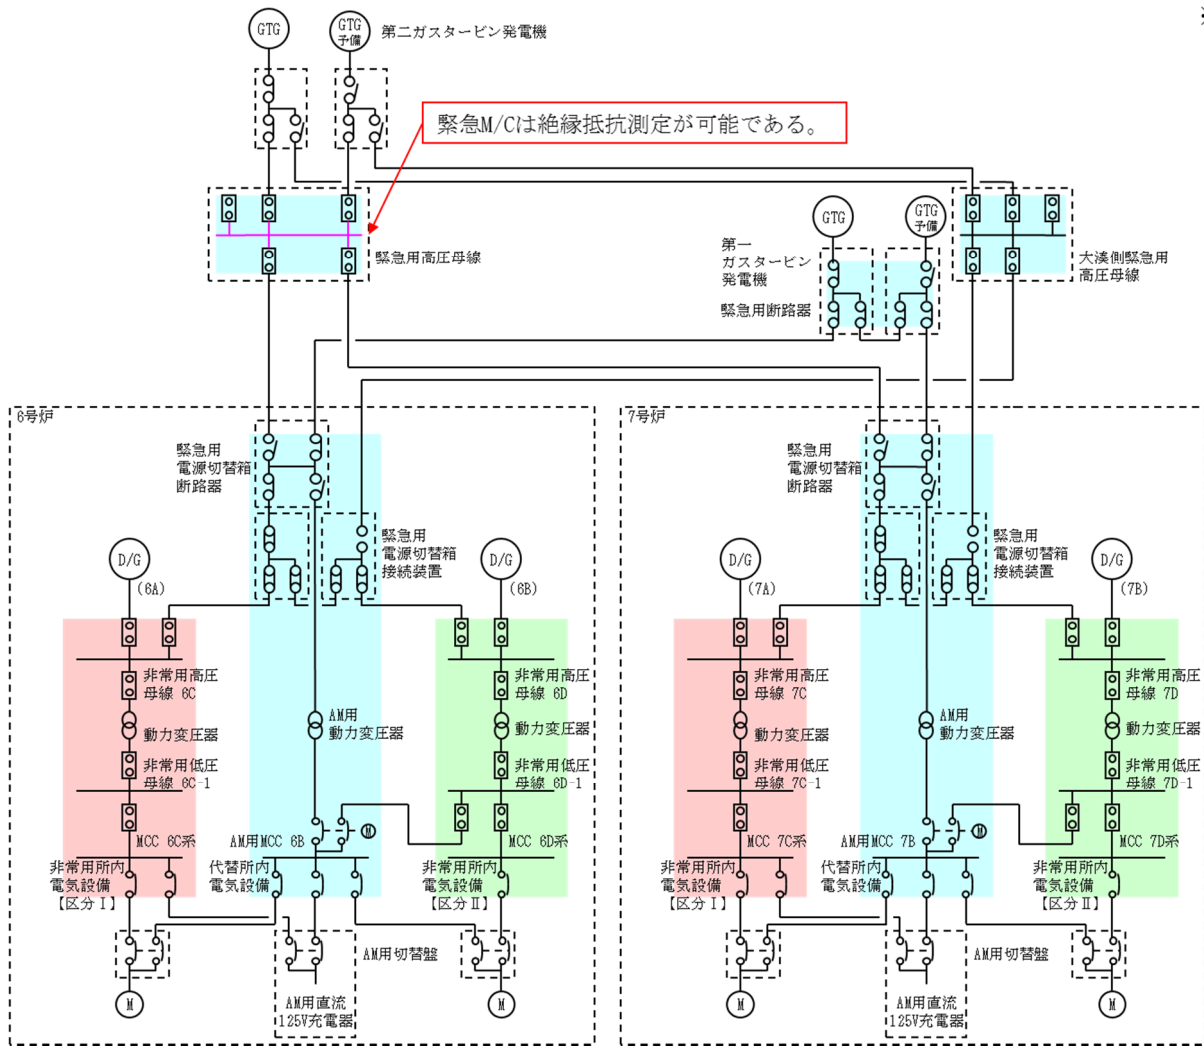 GTG
GTG
予備
第二ガスタービン発電機
緊急M/Cは絶縁抵抗測定が可能である。
緊急用高圧母線
GTG
GTG
予備
第一
ガスタービン
発電機
緊急用断路器
大湊側緊急用
高圧母線
6号炉
緊急用
電源切替箱
断路器
緊急用
電源切替箱
接続装置
D/G
(6A)
D/G
(6B)
非常用高圧
母線 6C
動力変圧器
非常用低圧
母線 6C-1
MCC 6C系
非常用所内
電気設備
【区分Ⅰ】
AM用
動力変圧器
AM用MCC 6B
M
代替所内
電気設備
非常用高圧
母線 6D
動力変圧器
非常用低圧
母線 6D-1
MCC 6D系
非常用所内
電気設備
【区分Ⅱ】
AM用切替盤
M
AM用直流
125V充電器
M
7号炉
緊急用
電源切替箱
断路器
緊急用
電源切替箱
接続装置
D/G
(7A)
D/G
(7B)
非常用高圧
母線 7C
動力変圧器
非常用低圧
母線 7C-1
MCC 7C系
非常用所内
電気設備
【区分Ⅰ】
AM用
動力変圧器
AM用MCC 7B
M
代替所内
電気設備
非常用高圧
母線 7D
動力変圧器
非常用低圧
母線 7D-1
MCC 7D系
非常用所内
電気設備
【区分Ⅱ】
AM用切替盤
M
AM用直流
125V充電器
M